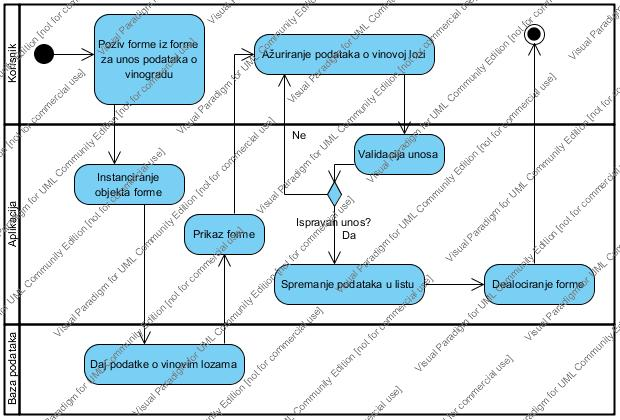 Korisnik
Poziv forme iz forme
za unos podataka o
vinogradu
Ažuriranje podataka o vinovoj lozi
Aplikacija
Ne
Validacija unosa
Instanciranje
objekta forme
Prikaz forme
Ispravan unos?
Da
Spremanje podataka u listu
Dealociranje forme
Baza podataka
Daj podatke o vinovim lozama
Visual Paradigm for UML Community Edition [not for commercial use]